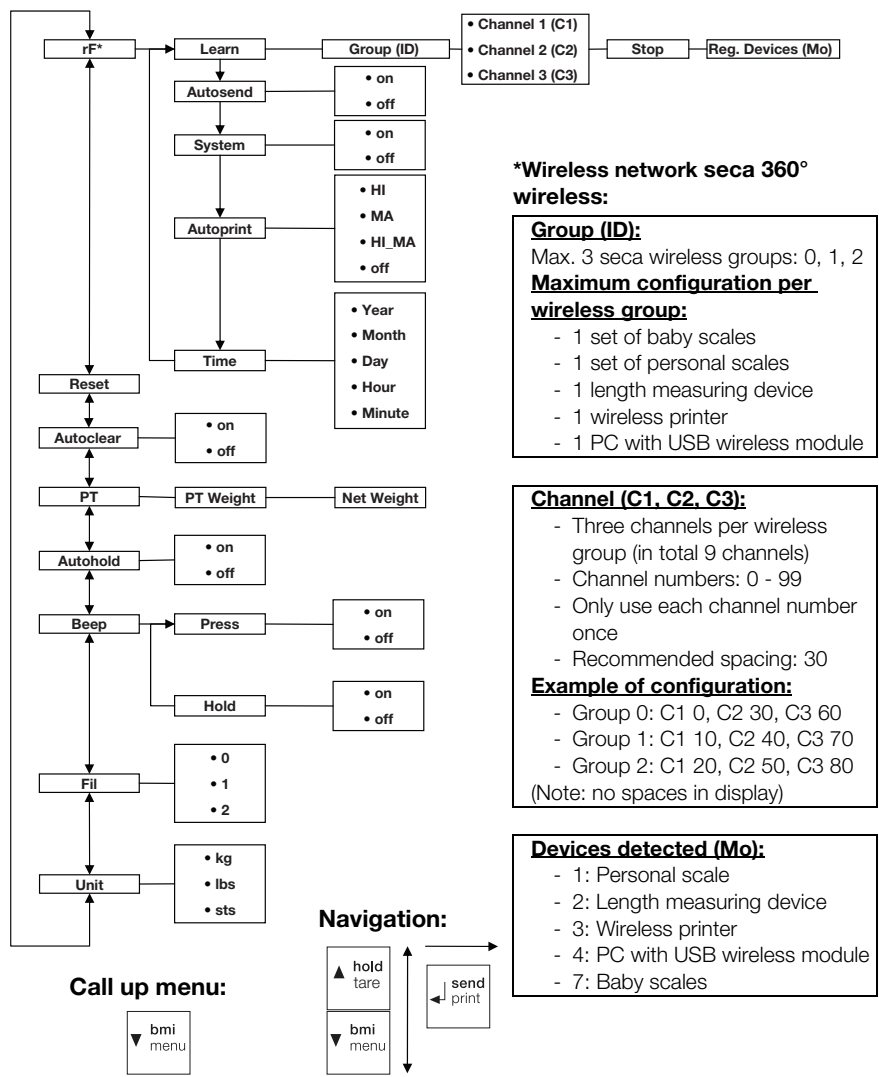 rF*
Learn
Group (ID)
• Channel 1 (C1)
• Channel 2 (C2)
• Channel 3 (C3)
Stop
Reg. Devices (Mo)
Autosend
• on
• off
System
• on
• off
Autoprint
• HI
• MA
• HI_MA
• off
Time
• Year
• Month
• Day
• Hour
• Minute
Reset
Autoclear
• on
• off
PT
PT Weight
Net Weight
Autohold
• on
• off
Beep
Press
• on
• off
Hold
• on
• off
Fil
• 0
• 1
• 2
Unit
• kg
• lbs
• sts
Call up menu:
bmi
menu
Navigation:
hold
tare
bmi
menu
send
print
*Wireless network seca 360°
wireless:
Group (ID):
Max. 3 seca wireless groups: 0, 1, 2
Maximum configuration per
wireless group:
- 1 set of baby scales
- 1 set of personal scales
- 1 length measuring device
- 1 wireless printer
- 1 PC with USB wireless module
Channel (C1, C2, C3):
- Three channels per wireless
group (in total 9 channels)
- Channel numbers: 0 - 99
- Only use each channel number
once
- Recommended spacing: 30
Example of configuration:
- Group 0: C1 0, C2 30, C3 60
- Group 1: C1 10, C2 40, C3 70
- Group 2: C1 20, C2 50, C3 80
(Note: no spaces in display)
Devices detected (Mo):
- 1: Personal scale
- 2: Length measuring device
- 3: Wireless printer
- 4: PC with USB wireless module
- 7: Baby scales